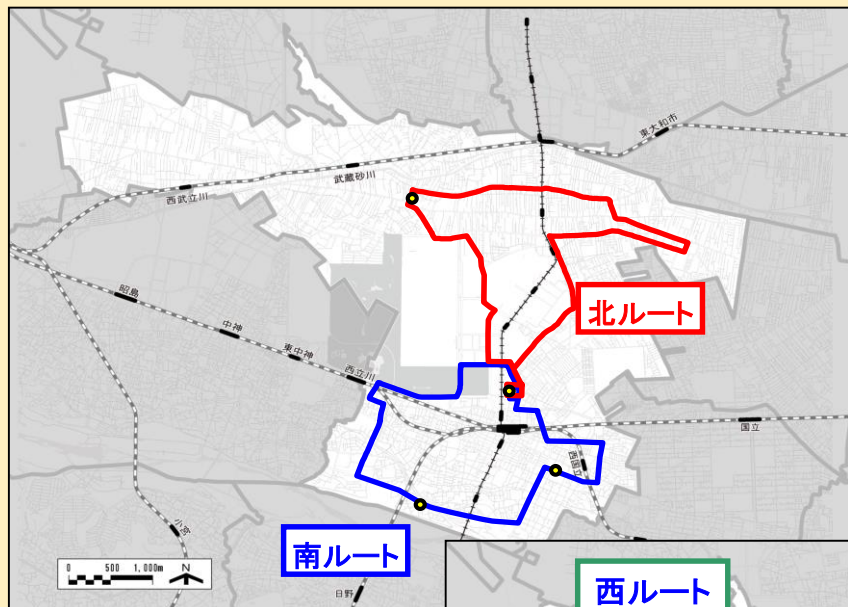 東大和市
武蔵砂川
西武立川
昭島
中神
東中神
西立川
北ルート
国立
西国立
小宮
南ルート
日野
0 500 1,000m N
西ルート